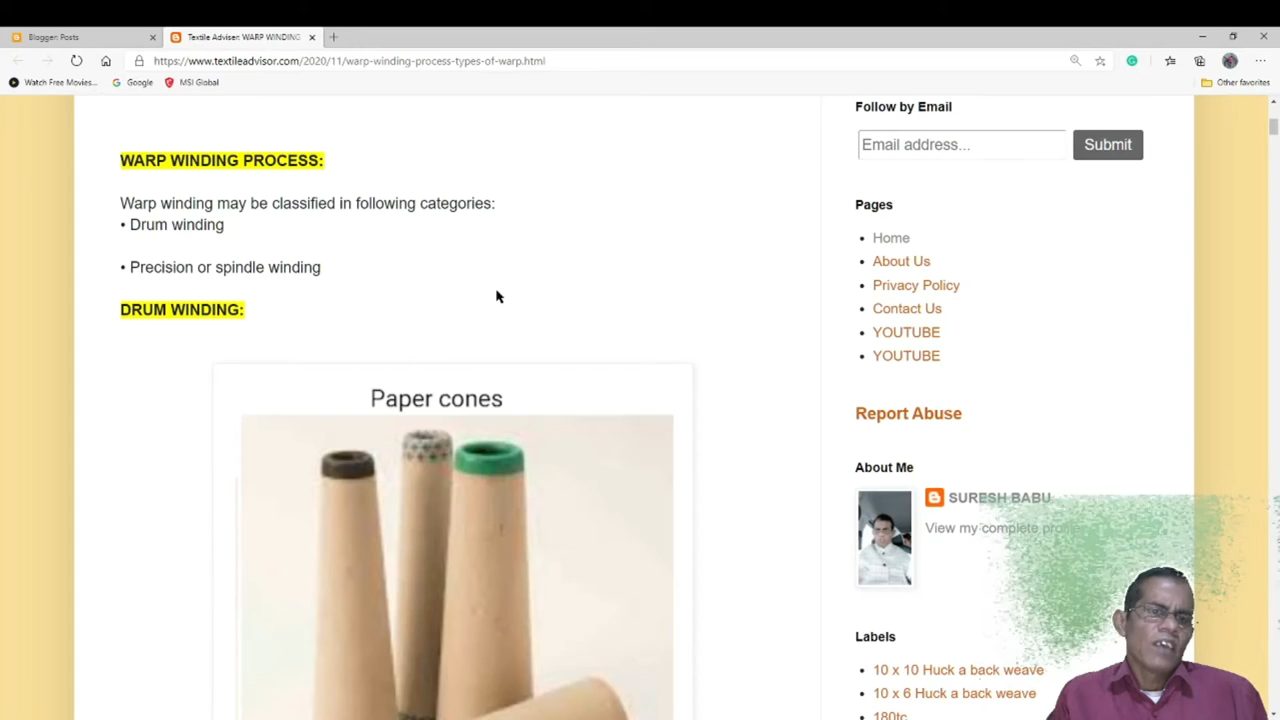 Blogger: Posts
Textile Adviser: WARP WINDING
https://www.textileadvisor.com/2020/11/warp-winding-process-types-of-warp.html
Watch Free Movies...
Google
MSI Global
Other favorites
WARP WINDING PROCESS:
Warp winding may be classified in following categories:
• Drum winding
• Precision or spindle winding
DRUM WINDING:
Paper cones
Follow by Email
Email address...
Submit
Pages
Home
About Us
Privacy Policy
Contact Us
YOUTUBE
YOUTUBE
Report Abuse
About Me
SURESH BABU
View my complete profile
Labels
10 x 10 Huck a back weave
10 x 6 Huck a back weave
180tc